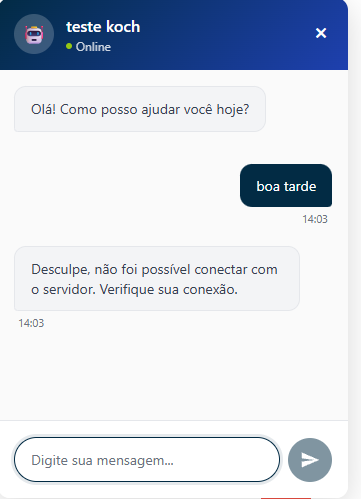 teste koch
Online
Olá! Como posso ajudar você hoje?
boa tarde
14:03
Desculpe, não foi possível conectar com
o servidor. Verifique sua conexão.
14:03
Digite sua mensagem...